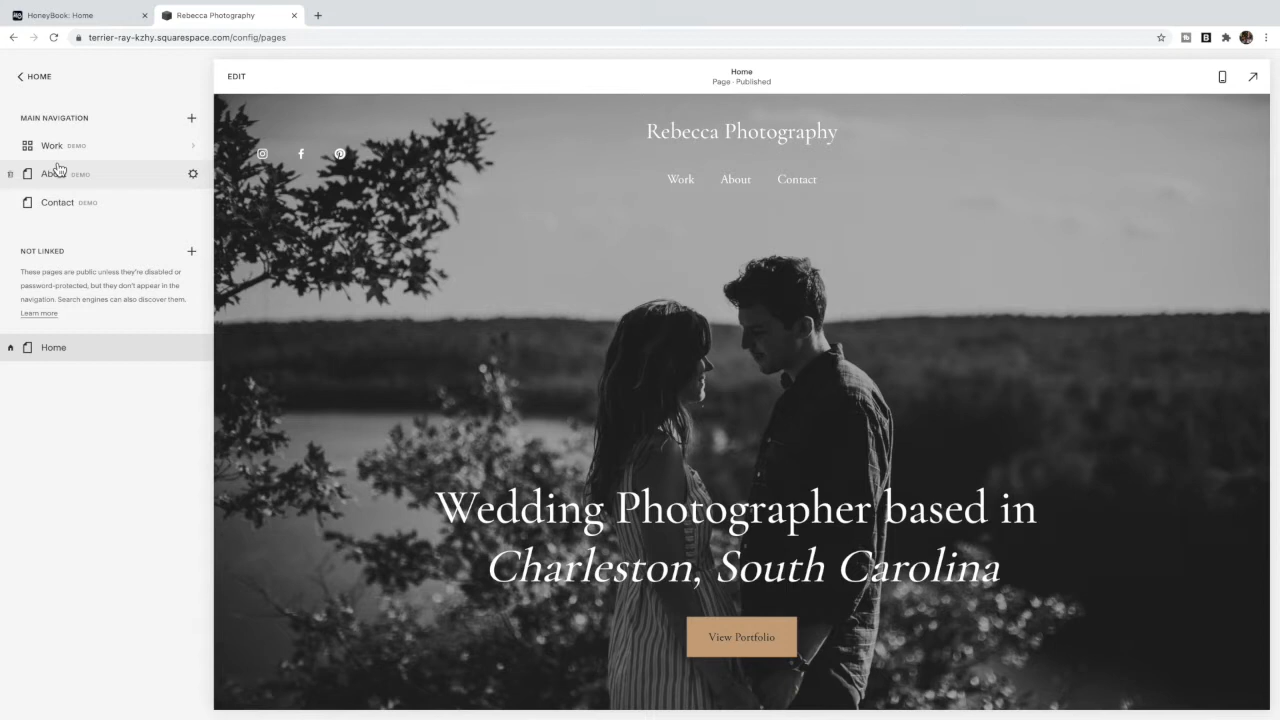 HoneyBook: Home
Rebecca Photography
terrier-ray-kzhy.squarespace.com/config/pages
HOME
EDIT
Home
Page · Published
MAIN NAVIGATION
Work DEMO
DEMO
Contact DEMO
NOT LINKED
These pages are public unless they're disabled or
password-protected, but they don't appear in the
navigation. Search engines can also discover them.
Learn more
Home
Rebecca Photography
Work About Contact
Wedding Photographer based in
Charleston, South Carolina
View Portfolio